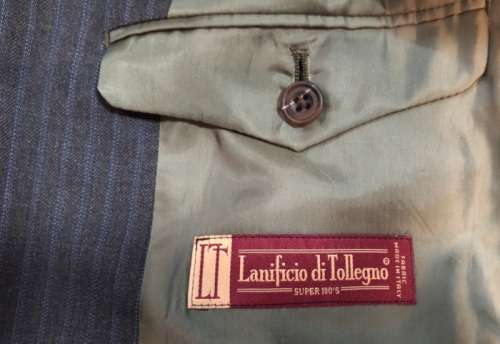 LT
Lanificio di Tollegno ©
SUPER 100'S
FABRIC
MADE IN ITALY